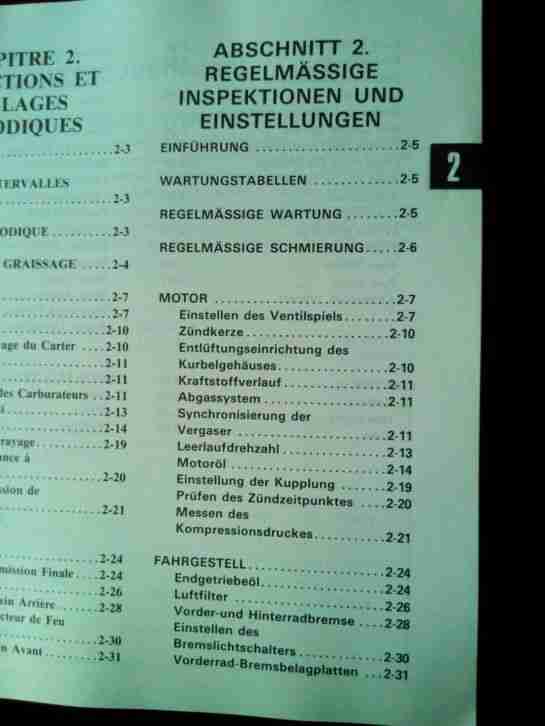 PITRE 2.
TIONS ET
LAGES
ODIQUES
2-3
TERVALLES
2-3
ODIQUE 2-3
GRAISSAGE 2-4
2-7
2-7
2-10
age du Carter 2-10
2-11
2-11
des Carburateurs 2-11
2-13
2-14
rayage 2-19
ance à
2-20
ssion de
2-21
2-24
mission Finale 2-24
2-26
ein Arrière 2-28
cteur de Feu
2-30
n Avant 2-31
ABSCHNITT 2.
REGELMÄSSIGE
INSPEKTIONEN UND
EINSTELLUNGEN
EINFÜHRUNG 2-5
WARTUNGSTABELLEN 2-5
REGELMÄSSIGE WARTUNG 2-5
REGELMÄSSIGE SCHMIERUNG 2-6
MOTOR 2-7
Einstellen des Ventilspiels 2-7
Zündkerze 2-10
Entlüftungseinrichtung des
Kurbelgehäuses 2-10
Kraftstoffverlauf 2-11
Abgassystem 2-11
Synchronisierung der
Vergaser 2-11
Leerlaufdrehzahl 2-13
Motoröl 2-14
Einstellung der Kupplung 2-19
Prüfen des Zündzeitpunktes 2-20
Messen des
Kompressionsdruckes 2-21
FAHRGESTELL 2-24
Endgetriebeöl 2-24
Luftfilter 2-26
Vorder-und Hinterradbremse 2-28
Einstellen des
Bremslichtschalters 2-30
Vorderrad-Bremsbelagplatten 2-31
2